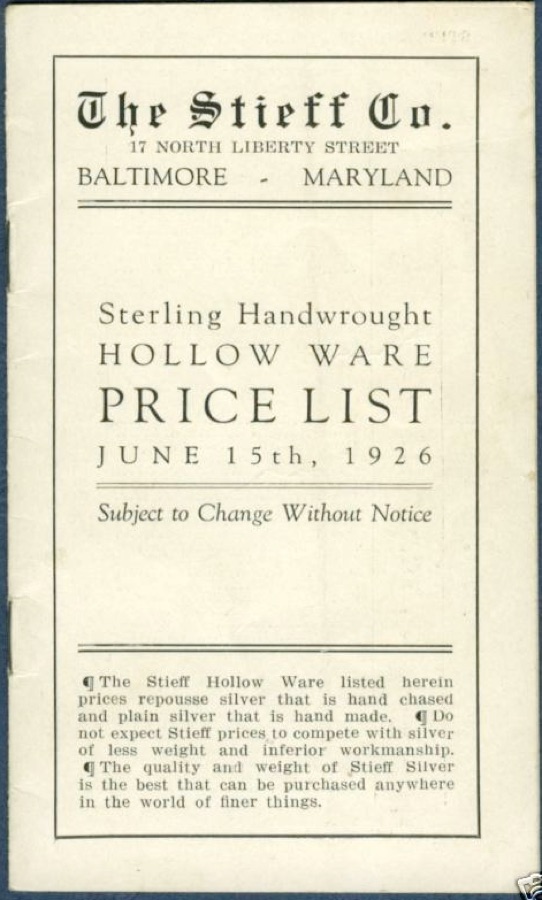 The Stieff Co.
17 NORTH LIBERTY STREET
BALTIMORE - MARYLAND
Sterling Handwrought
HOLLOW WARE
PRICE LIST
JUNE 15th, 1926
Subject to Change Without Notice
¶ The Stieff Hollow Ware listed herein
prices repousse silver that is hand chased
and plain silver that is hand made. ¶ Do
not expect Stieff prices to compete with silver
of less weight and inferior workmanship.
¶ The quality and weight of Stieff Silver
is the best that can be purchased anywhere
in the world of finer things.